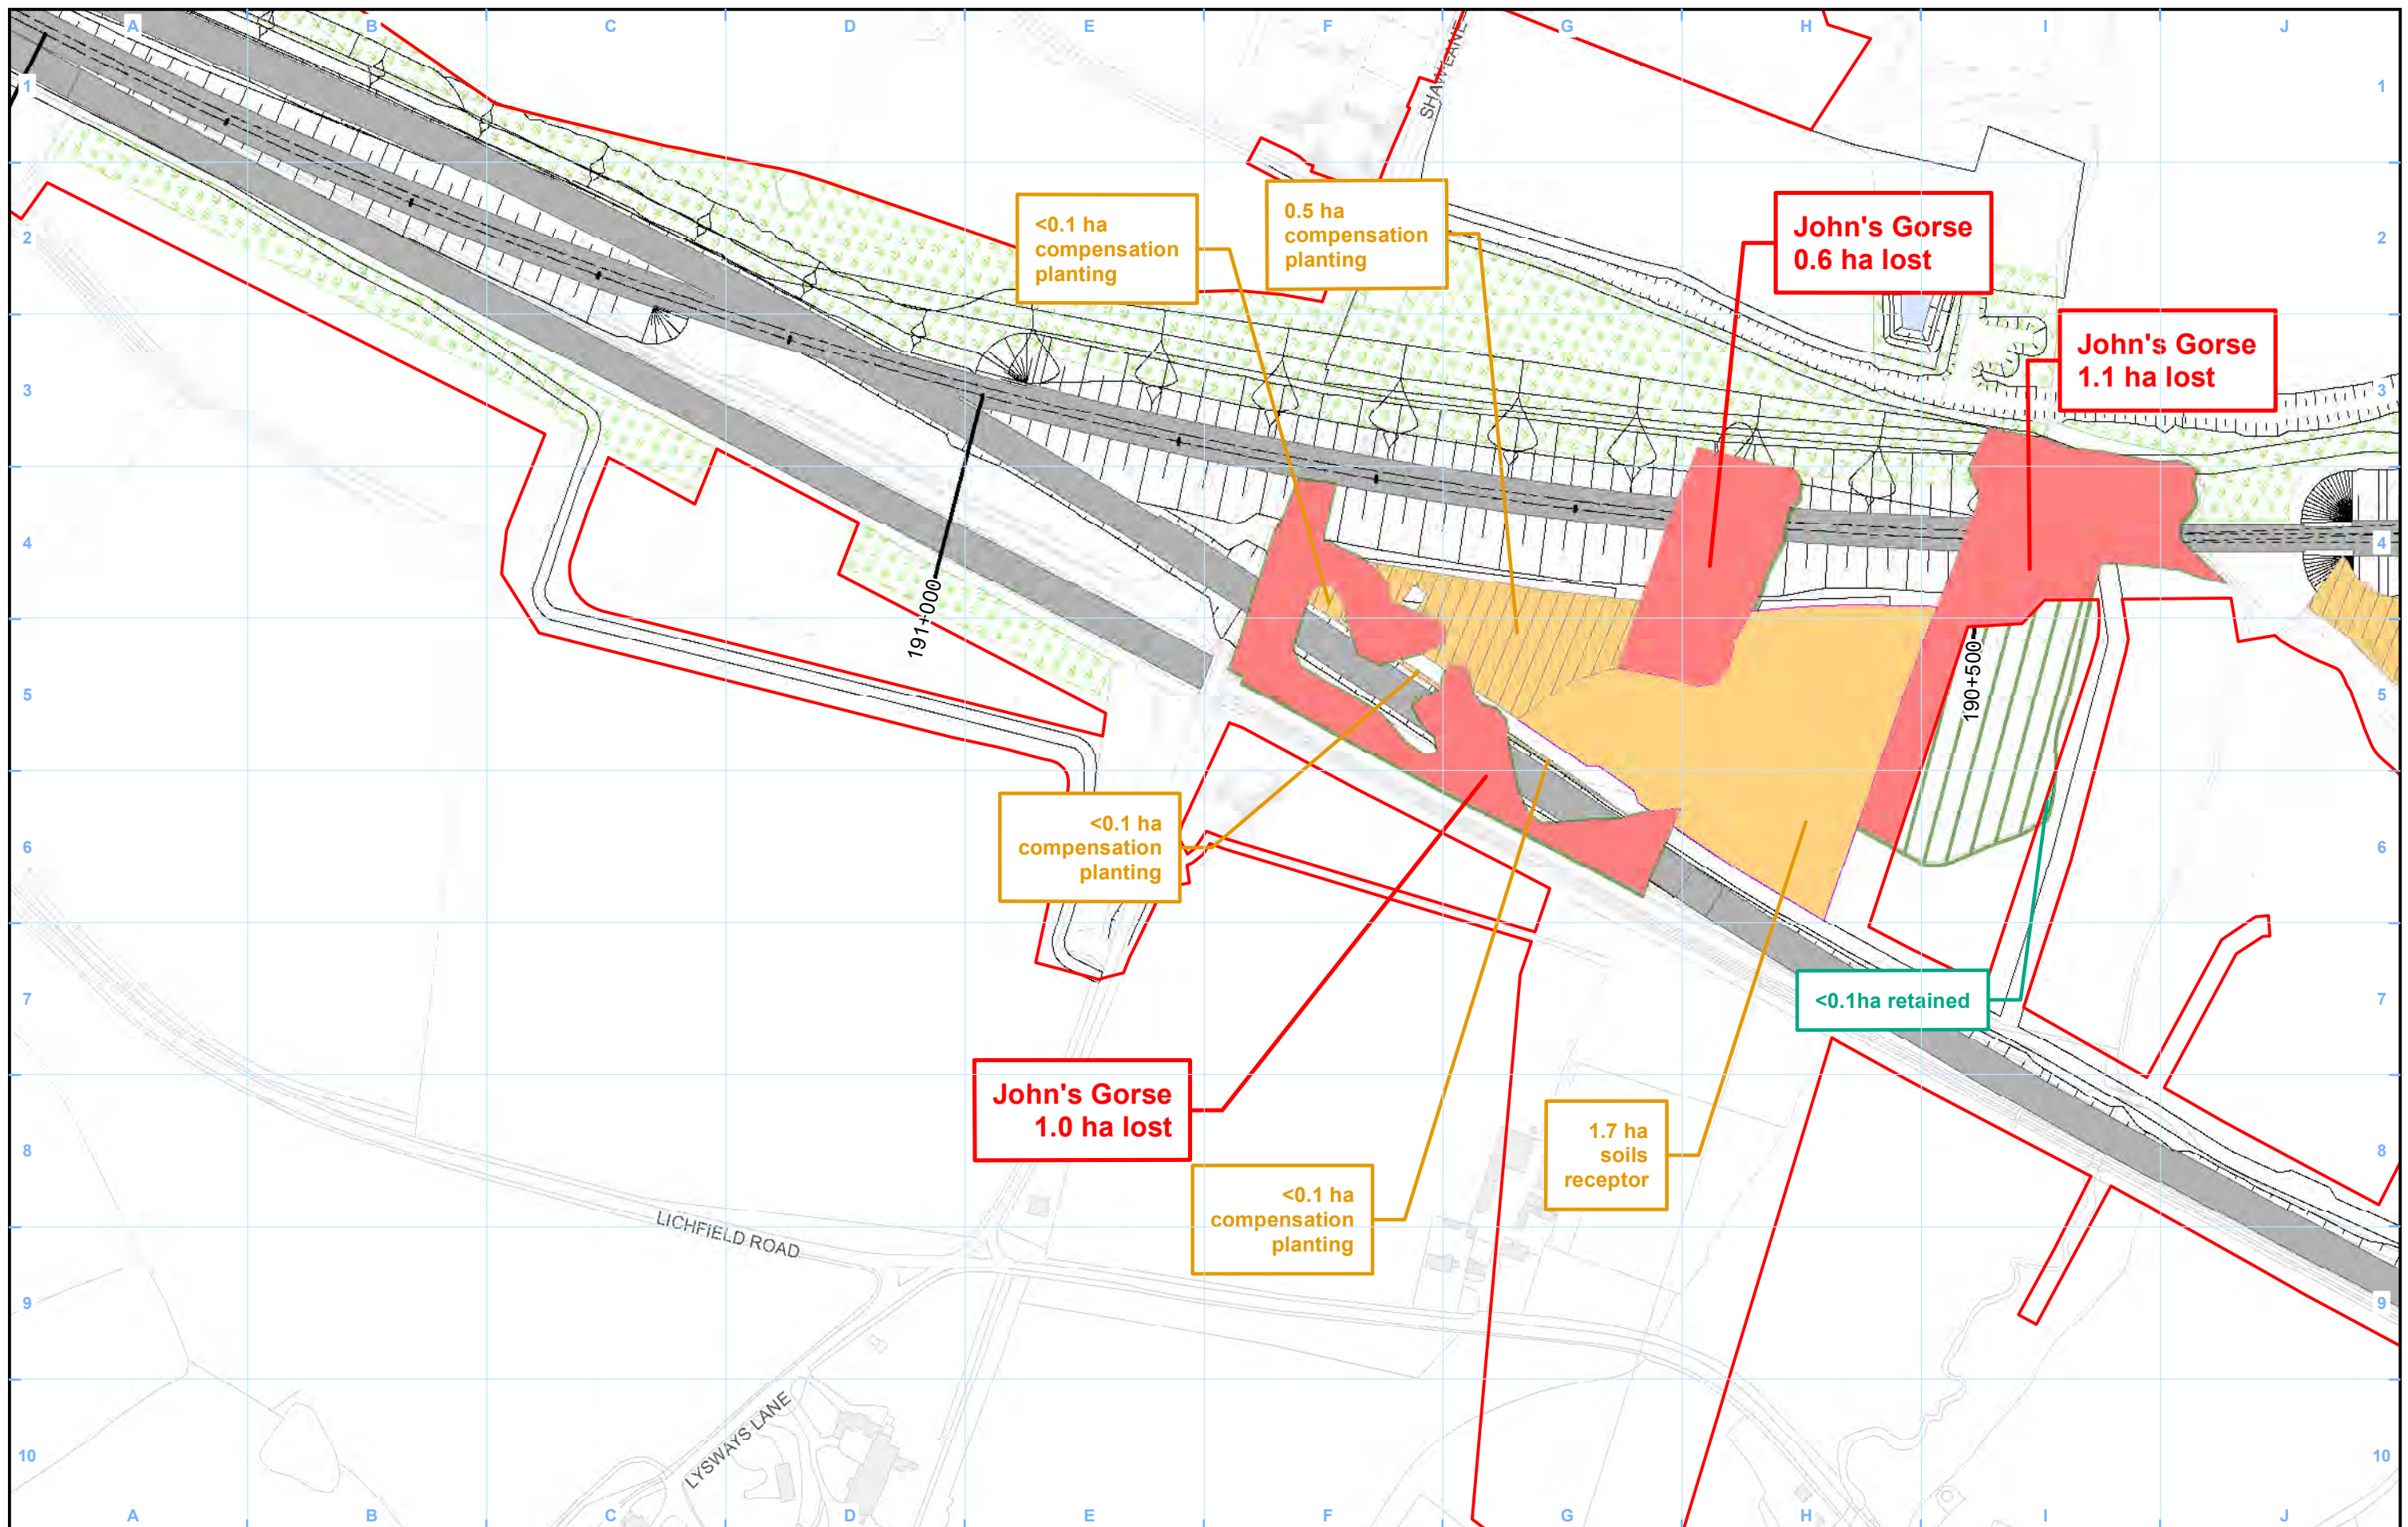 A B C D E F G H I J
1 1
SHAW LANE
<0.1 ha
compensation
planting
0.5 ha
compensation
planting
John's Gorse
0.6 ha lost
2 2
John's Gorse
1.1 ha lost
3 3
4 4
191+000
190+500
5 5
<0.1 ha
compensation
planting
6 6
<0.1ha retained
7 7
John's Gorse
1.0 ha lost
1.7 ha
soils
receptor
8 8
<0.1 ha
compensation
planting
LICHFIELD ROAD
9 9
LYSWAYS LANE
10 10
A B C D E F G H I J